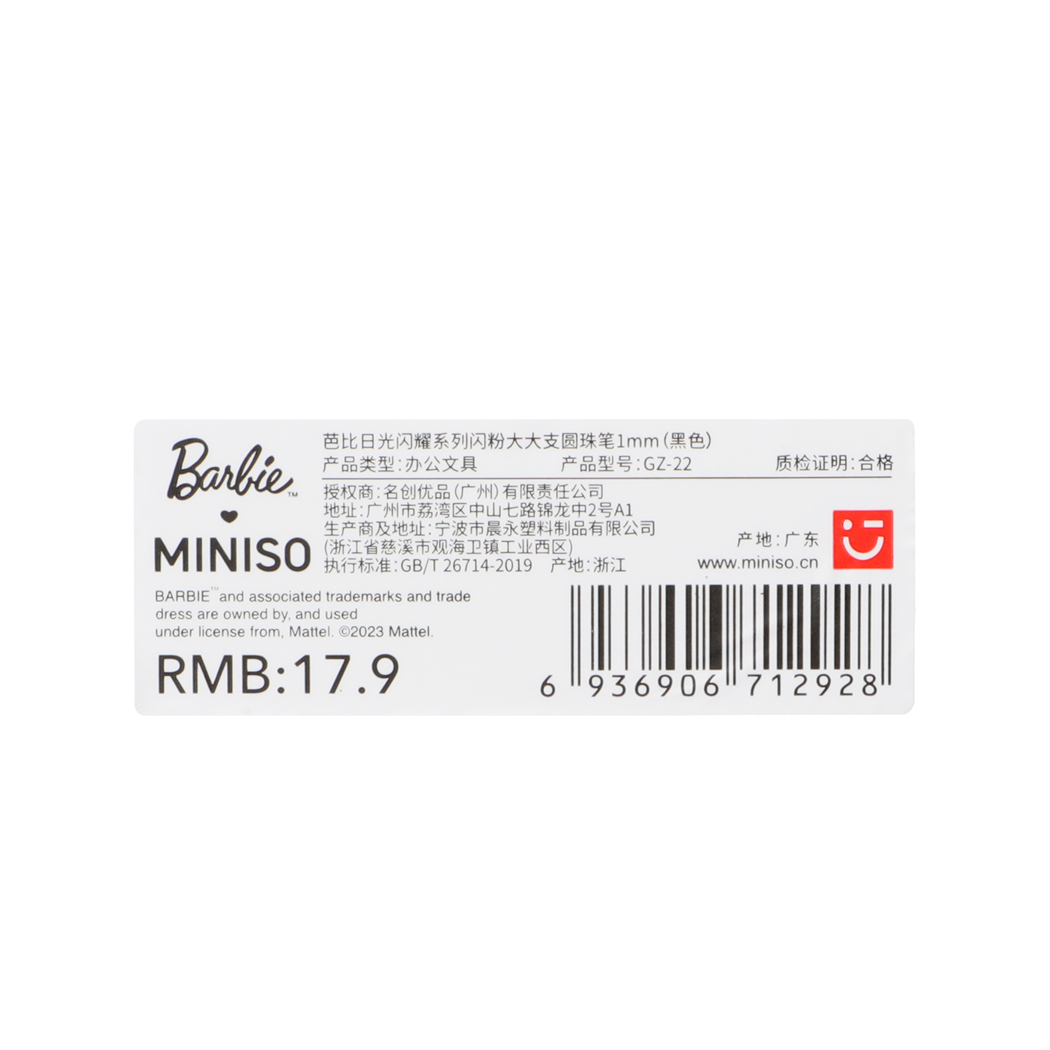 Barbie™
MINISO
芭比日光闪耀系列闪粉大大支圆珠笔1mm(黑色)
产品类型:办公文具 产品型号:GZ-22 质检证明:合格
授权商:名创优品(广州)有限责任公司
地址:广州市荔湾区中山七路锦龙中2号A1
生产商及地址:宁波市晨永塑料制品有限公司
(浙江省慈溪市观海卫镇工业西区)
执行标准:GB/T 26714-2019 产地:浙江
产地:广东
www.miniso.cn
BARBIE™ and associated trademarks and trade
dress are owned by, and used
under license from, Mattel. ©2023 Mattel.
RMB:17.9
6 936906 712928